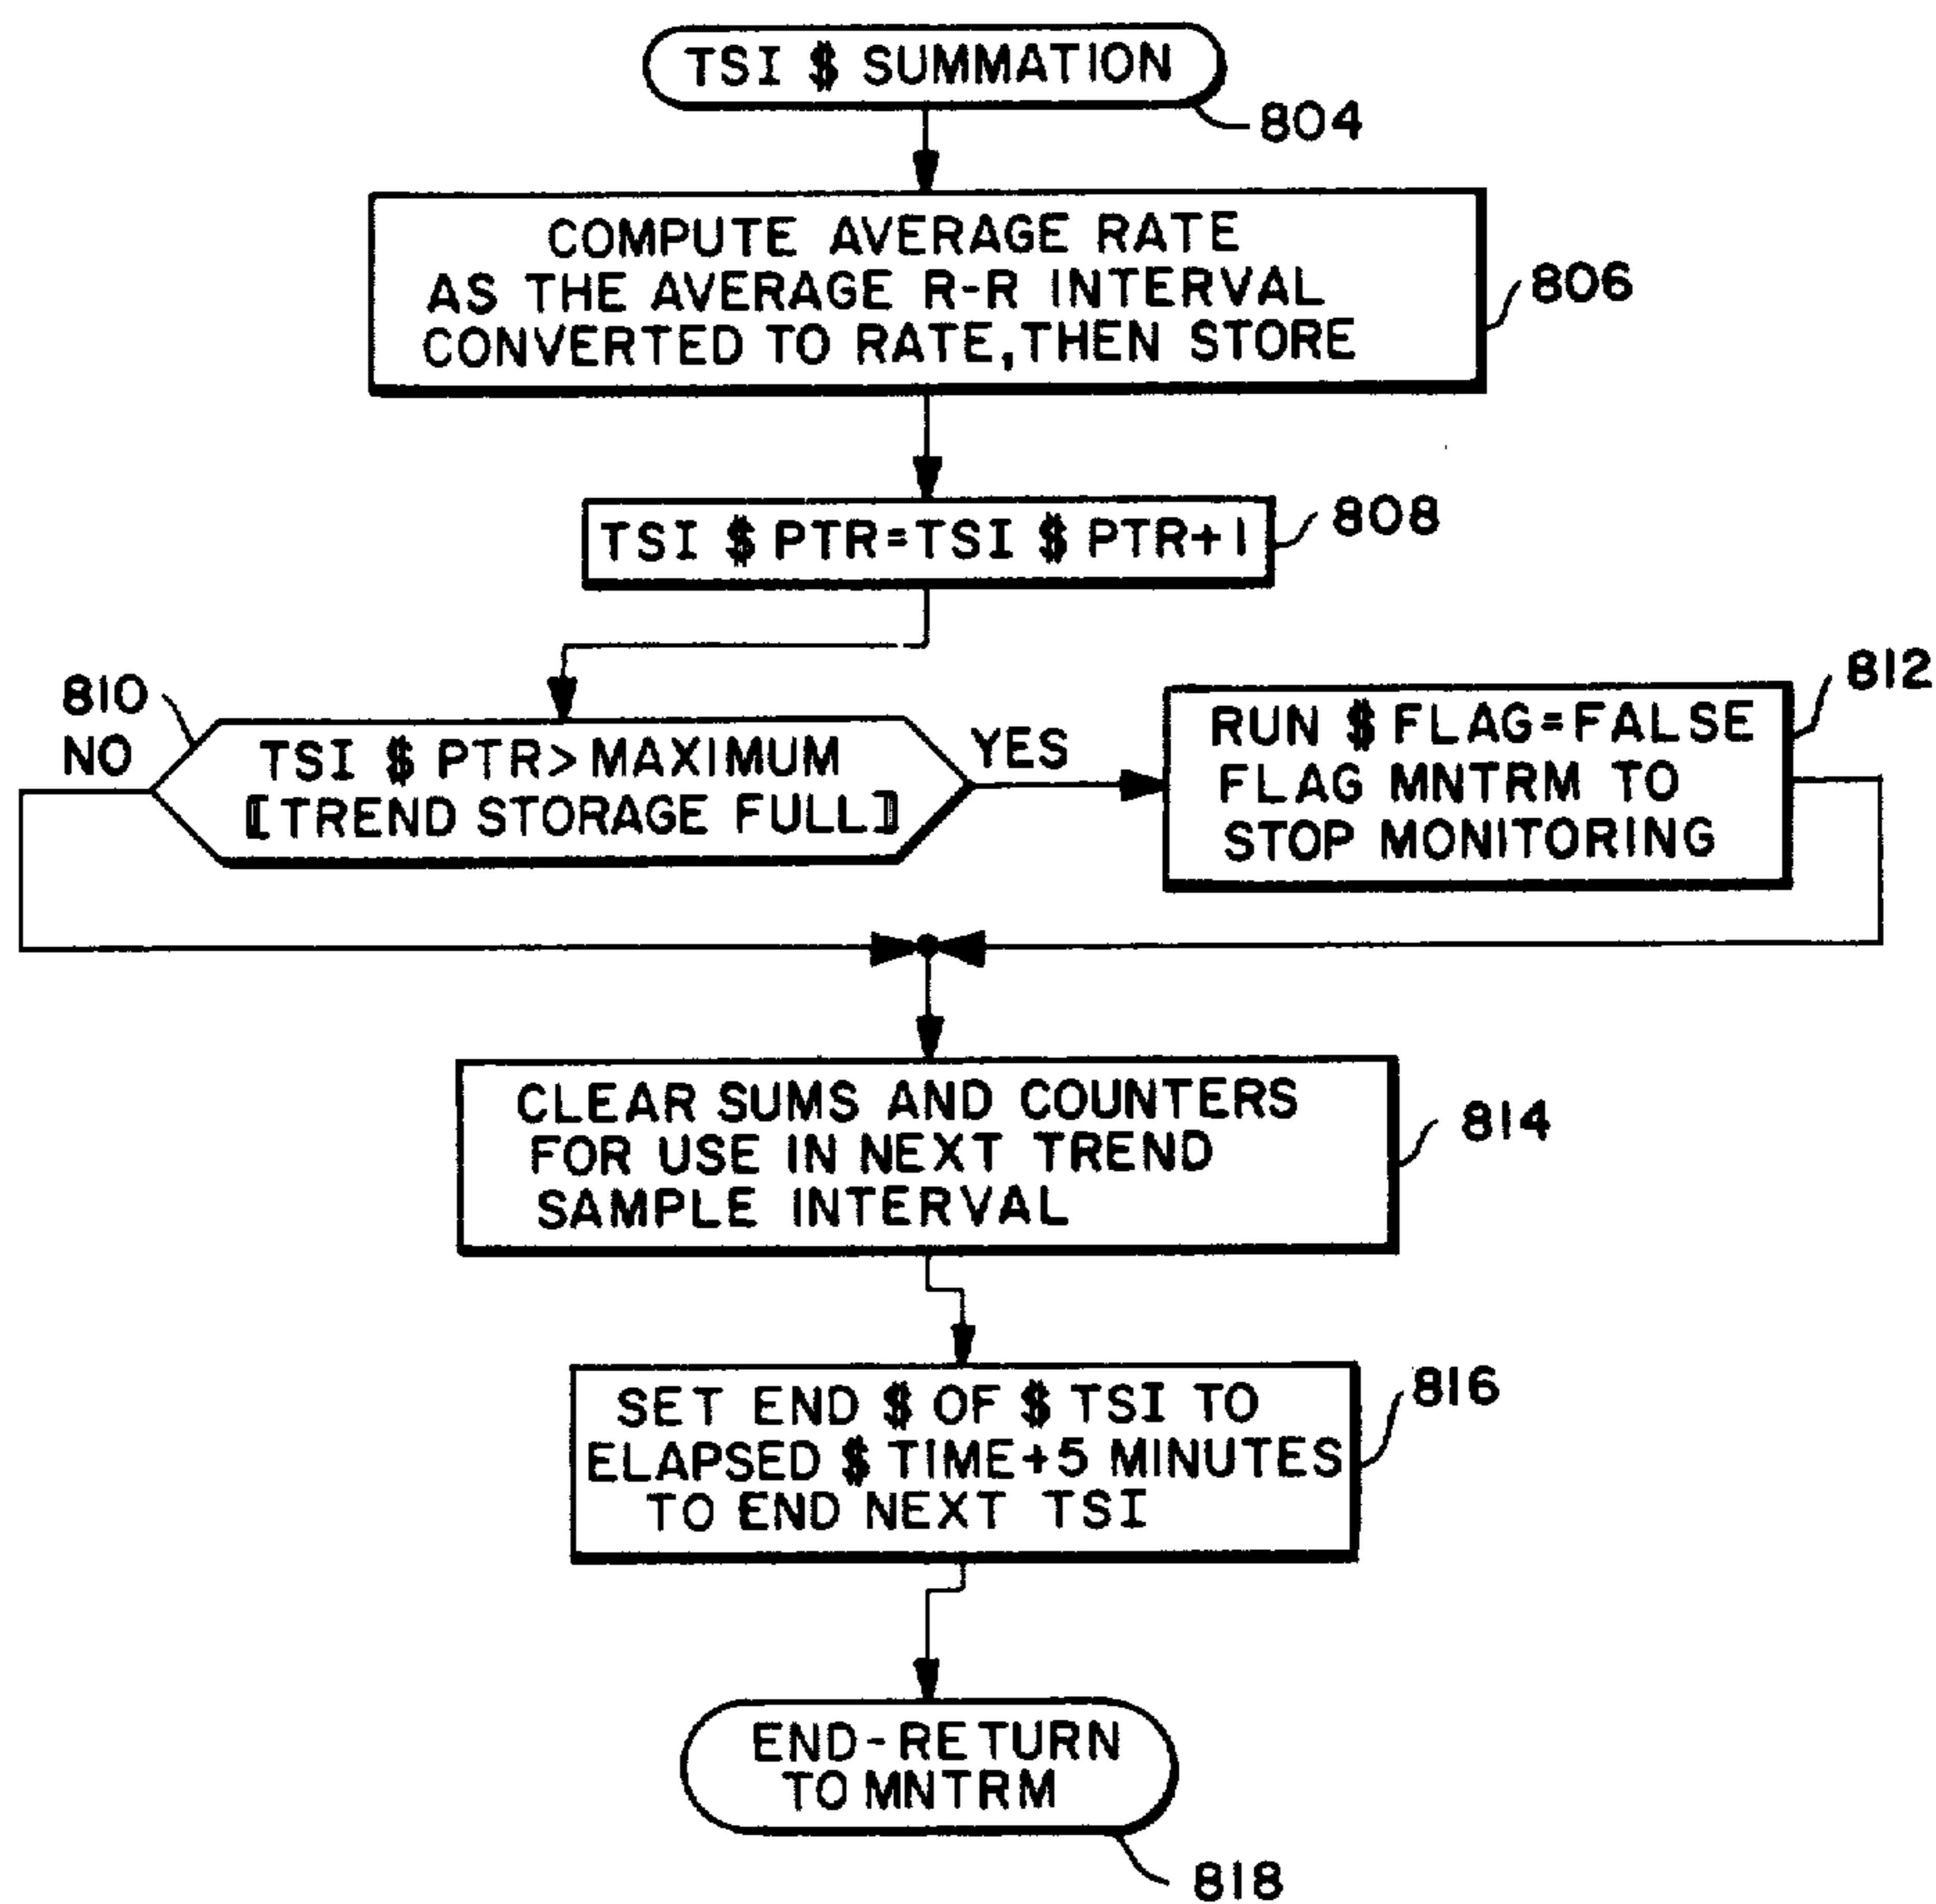 TSI $ SUMMATION
804
COMPUTE AVERAGE RATE
AS THE AVERAGE R-R INTERVAL
CONVERTED TO RATE,THEN STORE
806
TSI $ PTR=TSI $ PTR+1
808
810
NO
TSI $ PTR>MAXIMUM
[TREND STORAGE FULL]
YES
RUN $ FLAG=FALSE
FLAG MNTRM TO
STOP MONITORING
812
CLEAR SUMS AND COUNTERS
FOR USE IN NEXT TREND
SAMPLE INTERVAL
814
SET END $ OF $ TSI TO
ELAPSED $ TIME+5 MINUTES
TO END NEXT TSI
816
END-RETURN
TO MNTRM
818